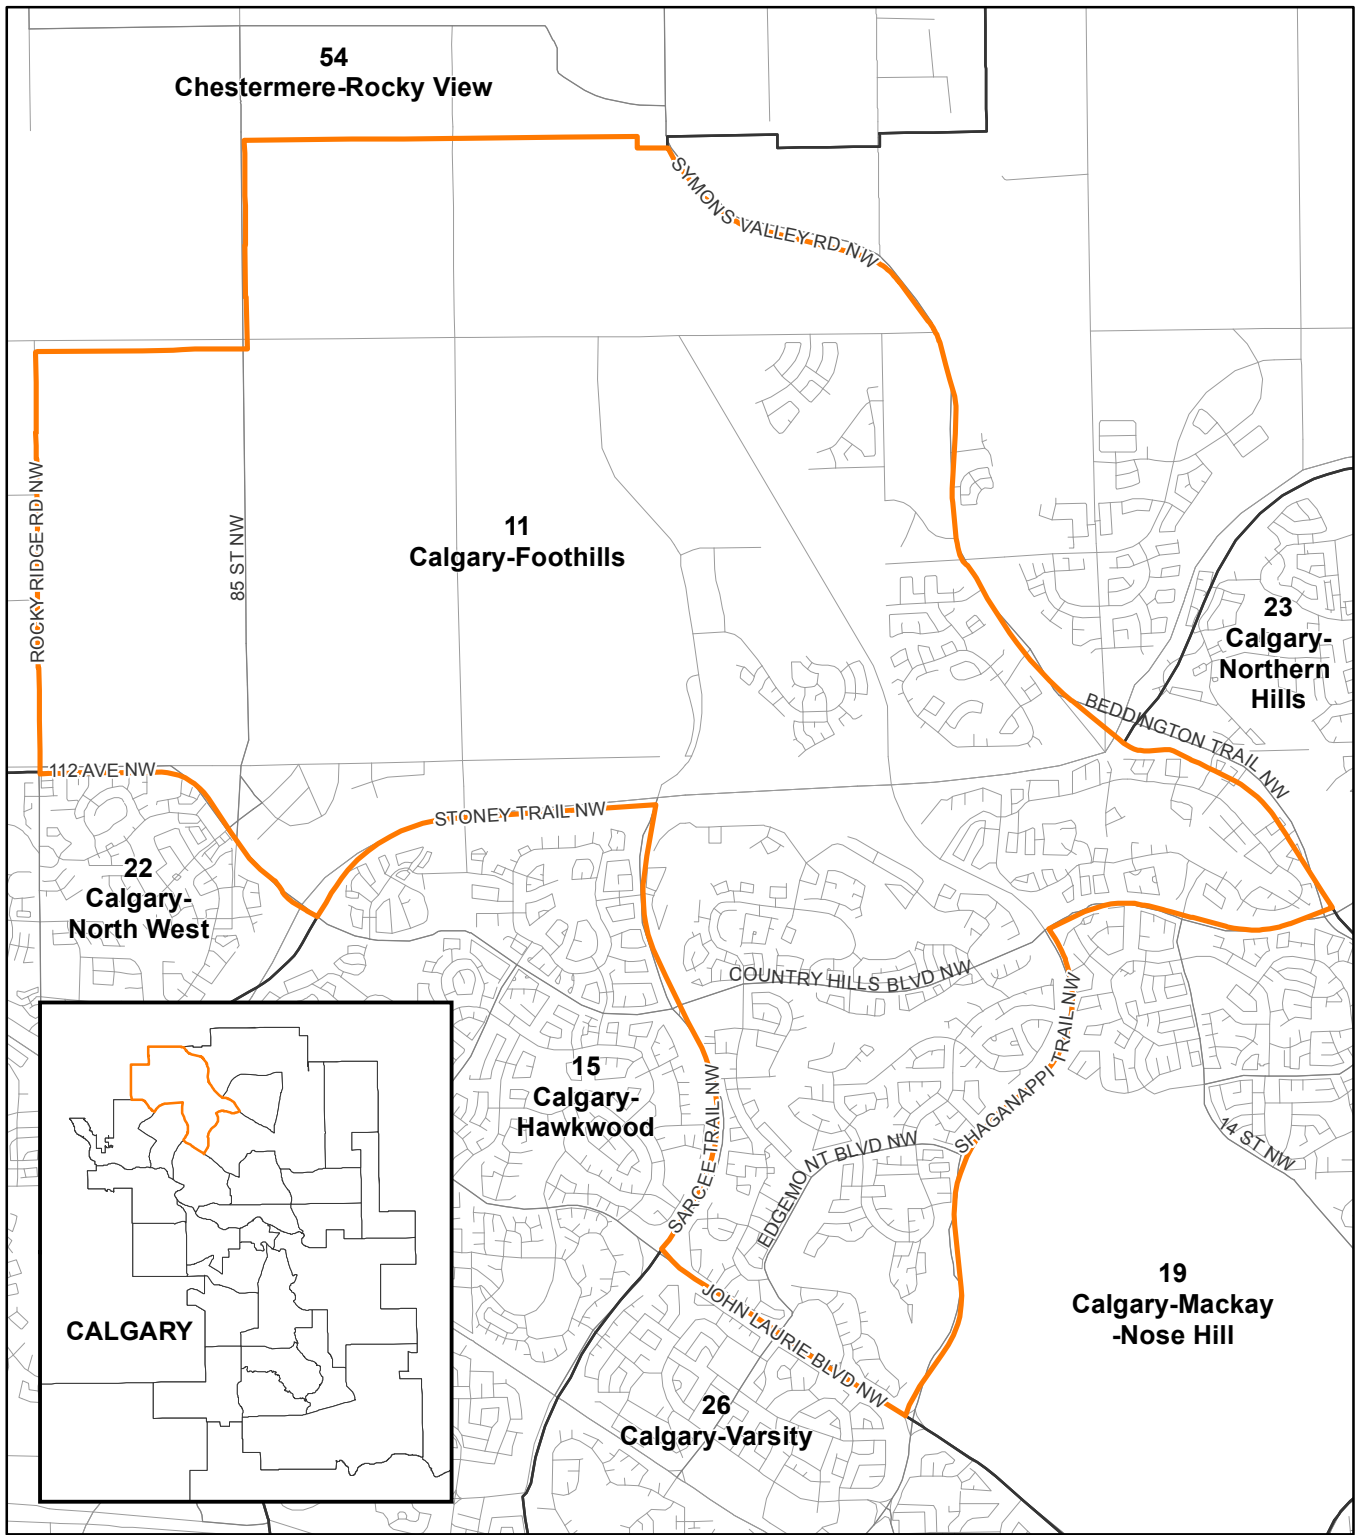 54
Chestermere-Rocky View
SYMONS VALLEY RD NW
ROCKY RIDGE RD NW
85 ST NW
11
Calgary-Foothills
23
Calgary-
Northern
Hills
BEDDINGTON TRAIL NW
112 AVE NW
STONEY TRAIL NW
22
Calgary-
North West
COUNTRY HILLS BLVD NW
SHAGANAPPI TRAIL NW
15
Calgary-
Hawkwood
SARCEE TRAIL NW
EDGEMONT BLVD NW
14 ST NW
19
Calgary-Mackay
-Nose Hill
JOHN LAURIE BLVD NW
CALGARY
26
Calgary-Varsity